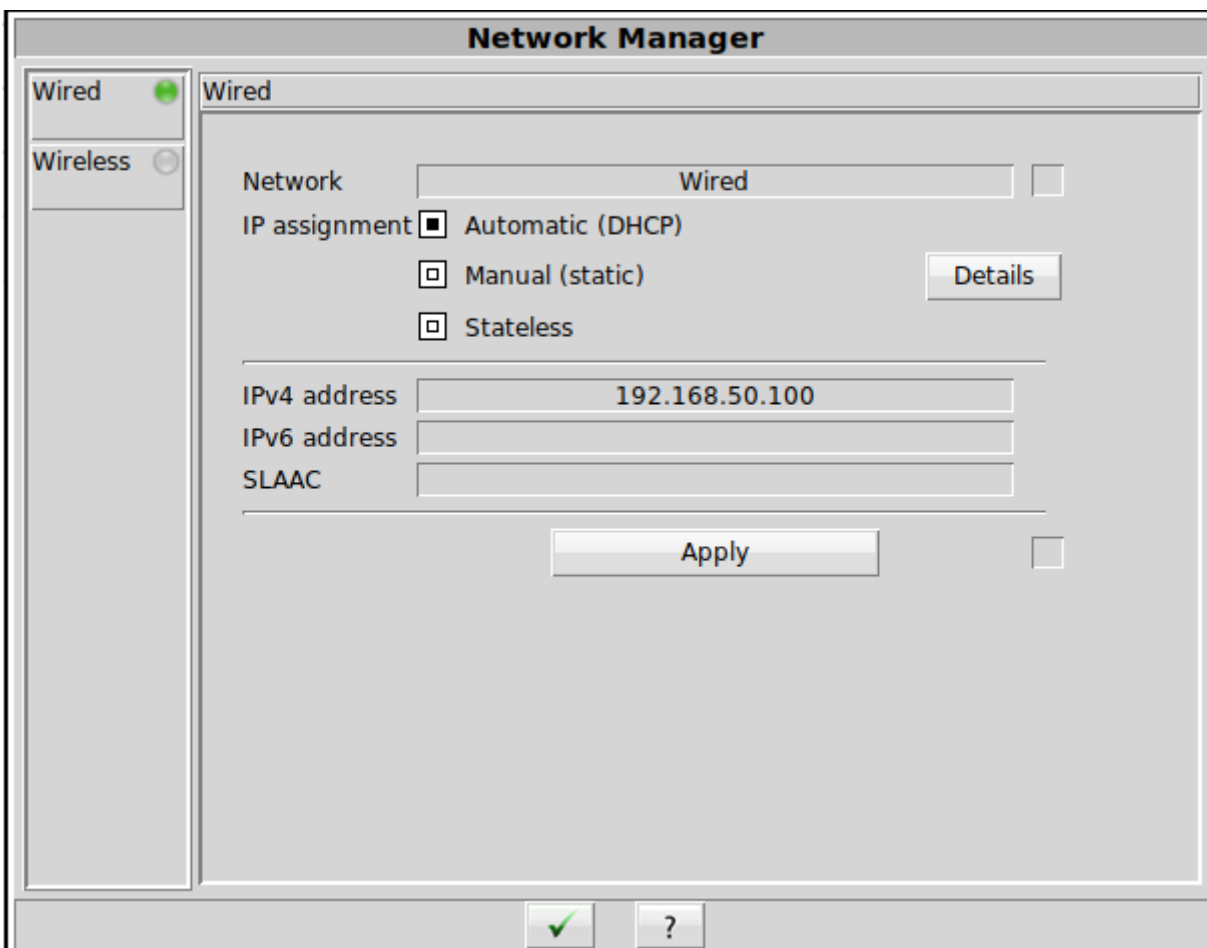 Network Manager
Wired
Wireless
Wired
Network
Wired
IP assignment
Automatic (DHCP)
Manual (static)
Details
Stateless
IPv4 address
192.168.50.100
IPv6 address
SLAAC
Apply
?